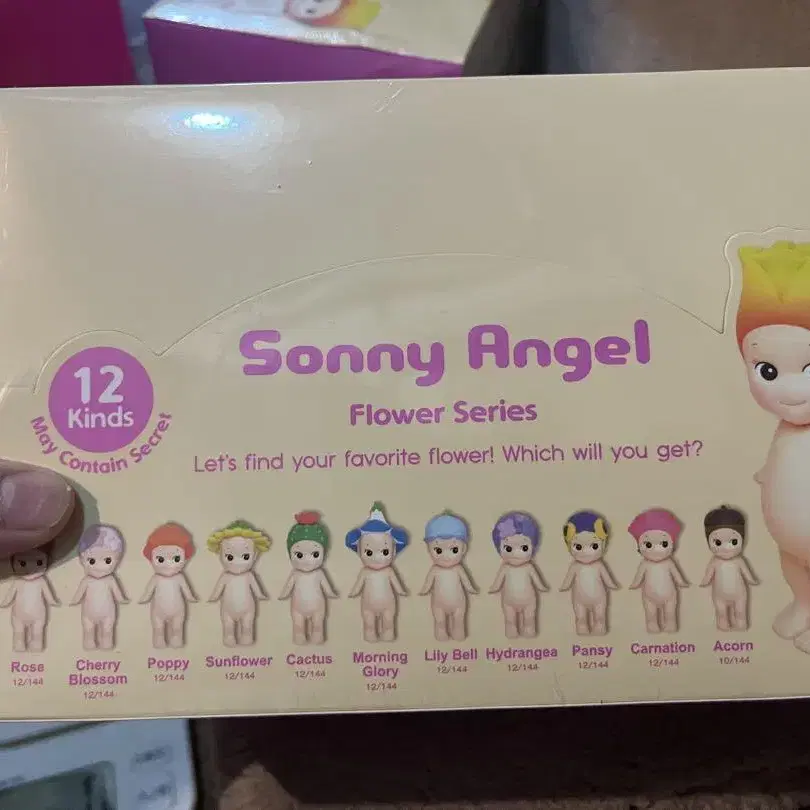 12
Kinds
May Contain Secret
Sonny Angel
Flower Series
Let's find your favorite flower! Which will you get?
Rose
12/144
Cherry
Blossom
12/144
Poppy
12/144
Sunflower
12/144
Cactus
12/144
Morning
Glory
12/144
Lily Bell
12/144
Hydrangea
12/144
Pansy
12/144
Carnation
12/144
Acorn
10/144